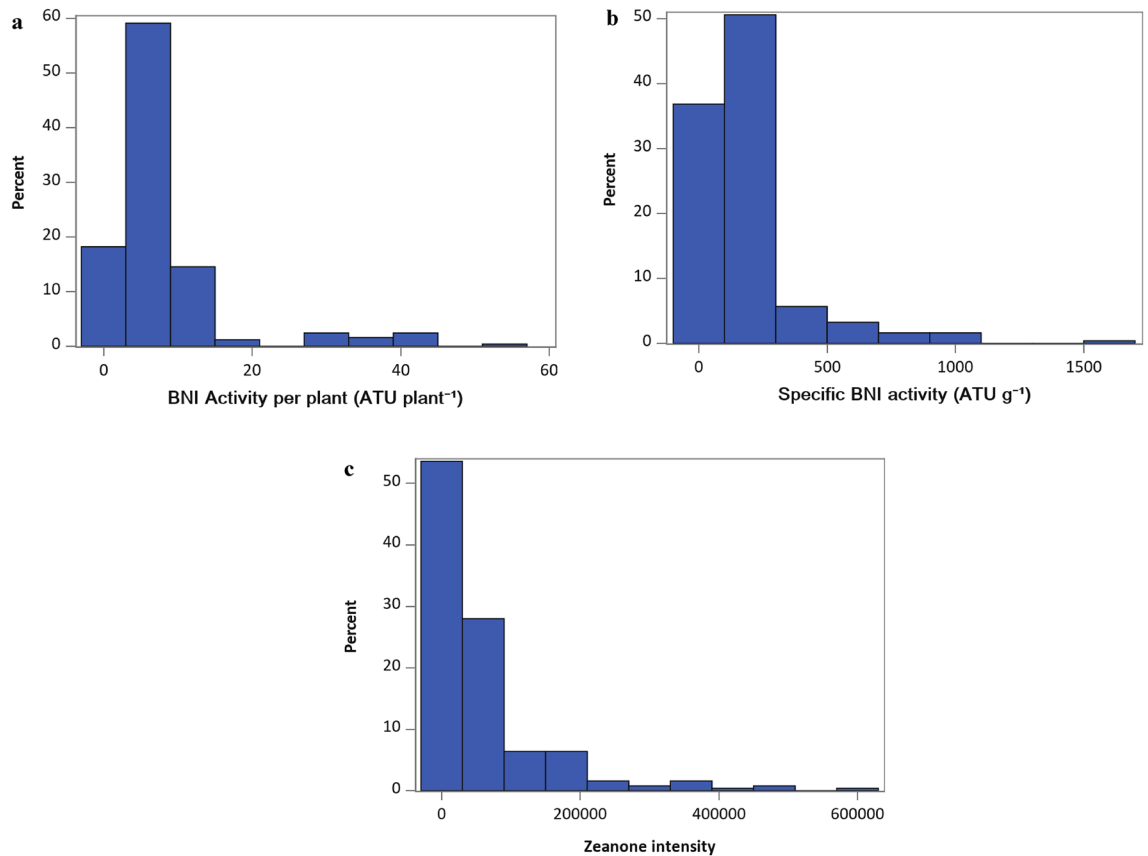 a
60
50
40
30
20
10
0
Percent
0 20 40 60
BNI Activity per plant (ATU plant⁻¹)
b
50
40
30
20
10
0
Percent
0 500 1000 1500
Specific BNI activity (ATU g⁻¹)
c
50
40
30
20
10
0
Percent
0 200000 400000 600000
Zeanone intensity